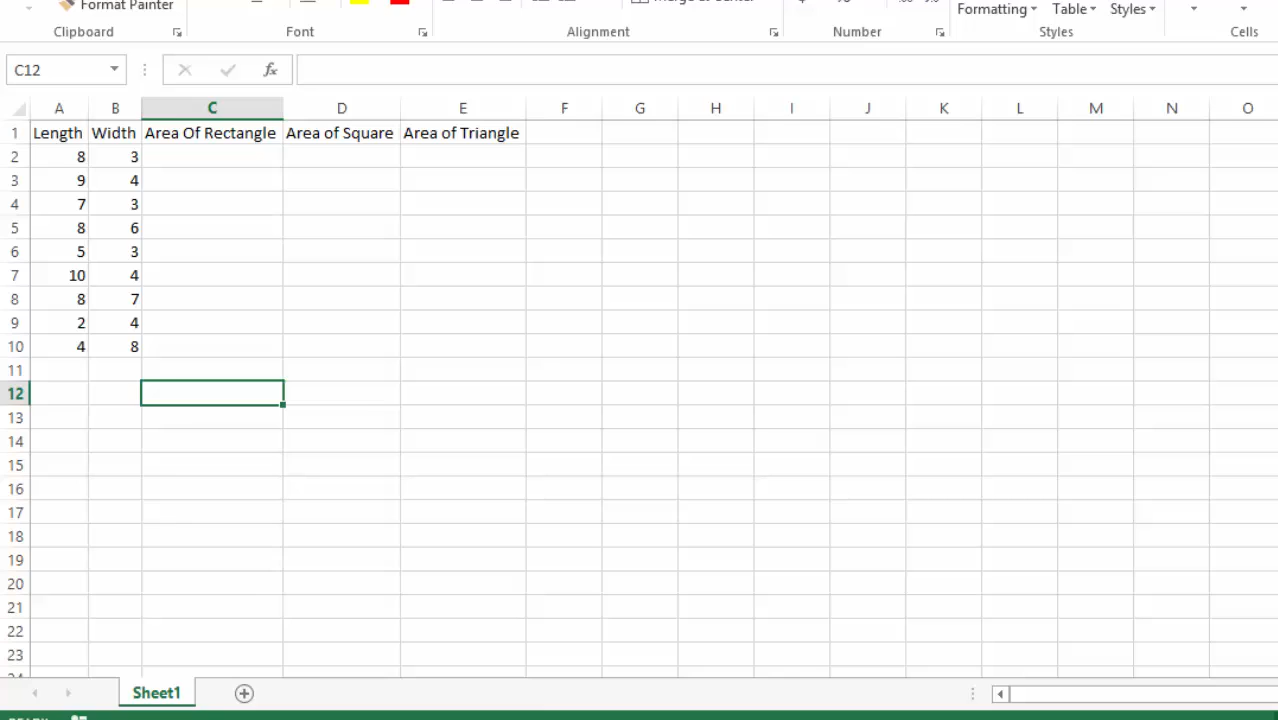 Format Painter
Formatting Table Styles
Clipboard Font Alignment Number Styles Cells
C12 fx
A B C D E F G H I J K L M N O
1 Length Width Area Of Rectangle Area of Square Area of Triangle
2 8 3
3 9 4
4 7 3
5 8 6
6 5 3
7 10 4
8 8 7
9 2 4
10 4 8
11
12
13
14
15
16
17
18
19
20
21
22
23
Sheet1